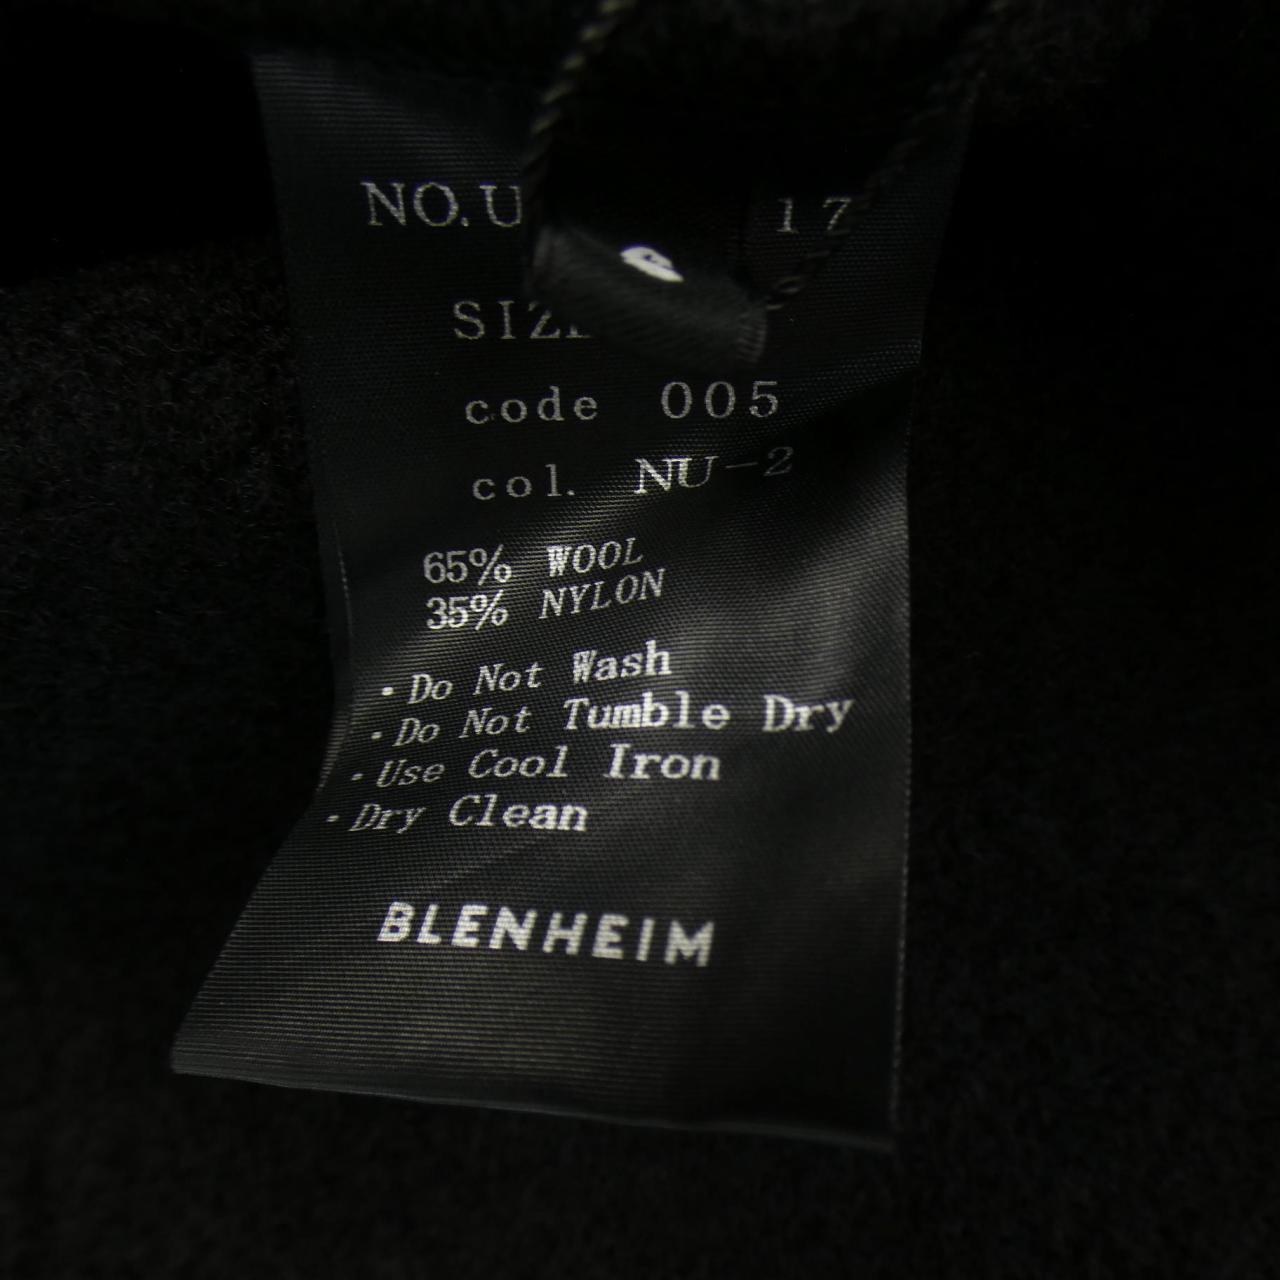 NO.U 17
code 005
col. NU-2
65% WOOL
35% NYLON
·Do Not Wash
·Do Not Tumble Dry
·Use Cool Iron
·Dry Clean
BLENHEIM